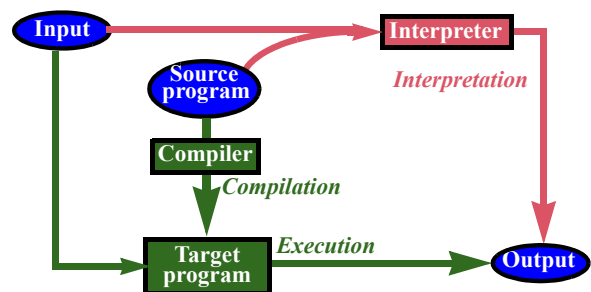 Input
Interpreter
Source
program
Interpretation
Compiler
Compilation
Target
program
Execution
Output